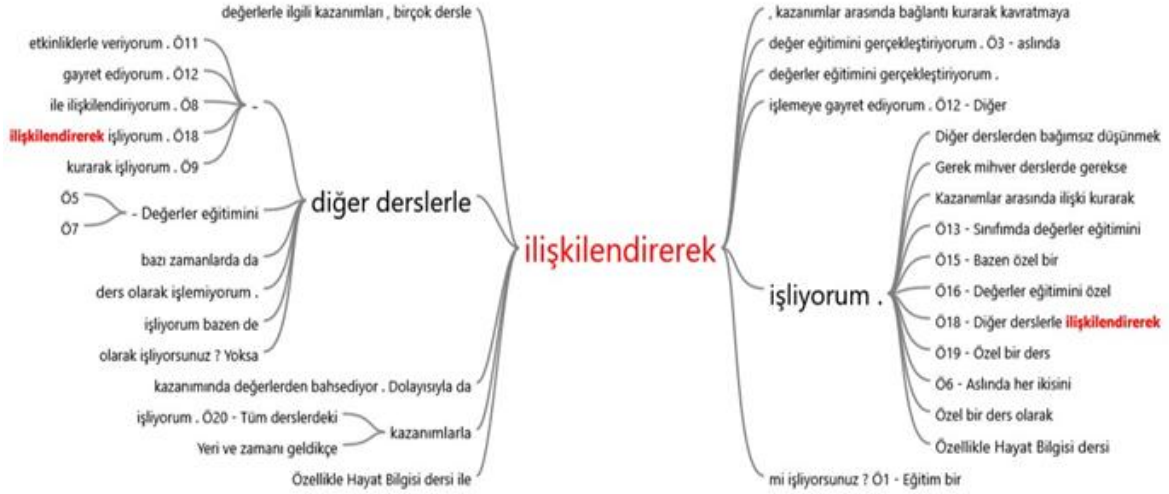 değerlerle ilgili kazanımları , birçok dersle
etkinliklerle veriyorum . Ö11
gayret ediyorum . Ö12
ile ilişkilendiriyorum . Ö8
ilişkilendirerek işliyorum . Ö18
kurarak işliyorum . Ö9
-
Ö5
Ö7
- Değerler eğitimini
bazı zamanlarda da
ders olarak işlemiyorum .
işliyorum bazen de
olarak işliyorsunuz ? Yoksa
diğer derslerle
kazanımında değerlerden bahsediyor . Dolayısıyla da
işliyorum . Ö20 - Tüm derslerdeki
Yeri ve zamanı geldikçe
kazanımlarla
Özellikle Hayat Bilgisi dersi ile
ilişkilendirerek
, kazanımlar arasında bağlantı kurarak kavratmaya
değer eğitimini gerçekleştiriyorum . Ö3 - aslında
değerler eğitimini gerçekleştiriyorum .
işlemeye gayret ediyorum . Ö12 - Diğer
işliyorum .
Diğer derslerden bağımsız düşünmek
Gerek mihver derslerde gerekse
Kazanımlar arasında ilişki kurarak
Ö13 - Sınıfımda değerler eğitimini
Ö15 - Bazen özel bir
Ö16 - Değerler eğitimini özel
Ö18 - Diğer derslerle ilişkilendirerek
Ö19 - Özel bir ders
Ö6 - Aslında her ikisini
Özel bir ders olarak
Özellikle Hayat Bilgisi dersi
mi işliyorsunuz ? Ö1 - Eğitim bir